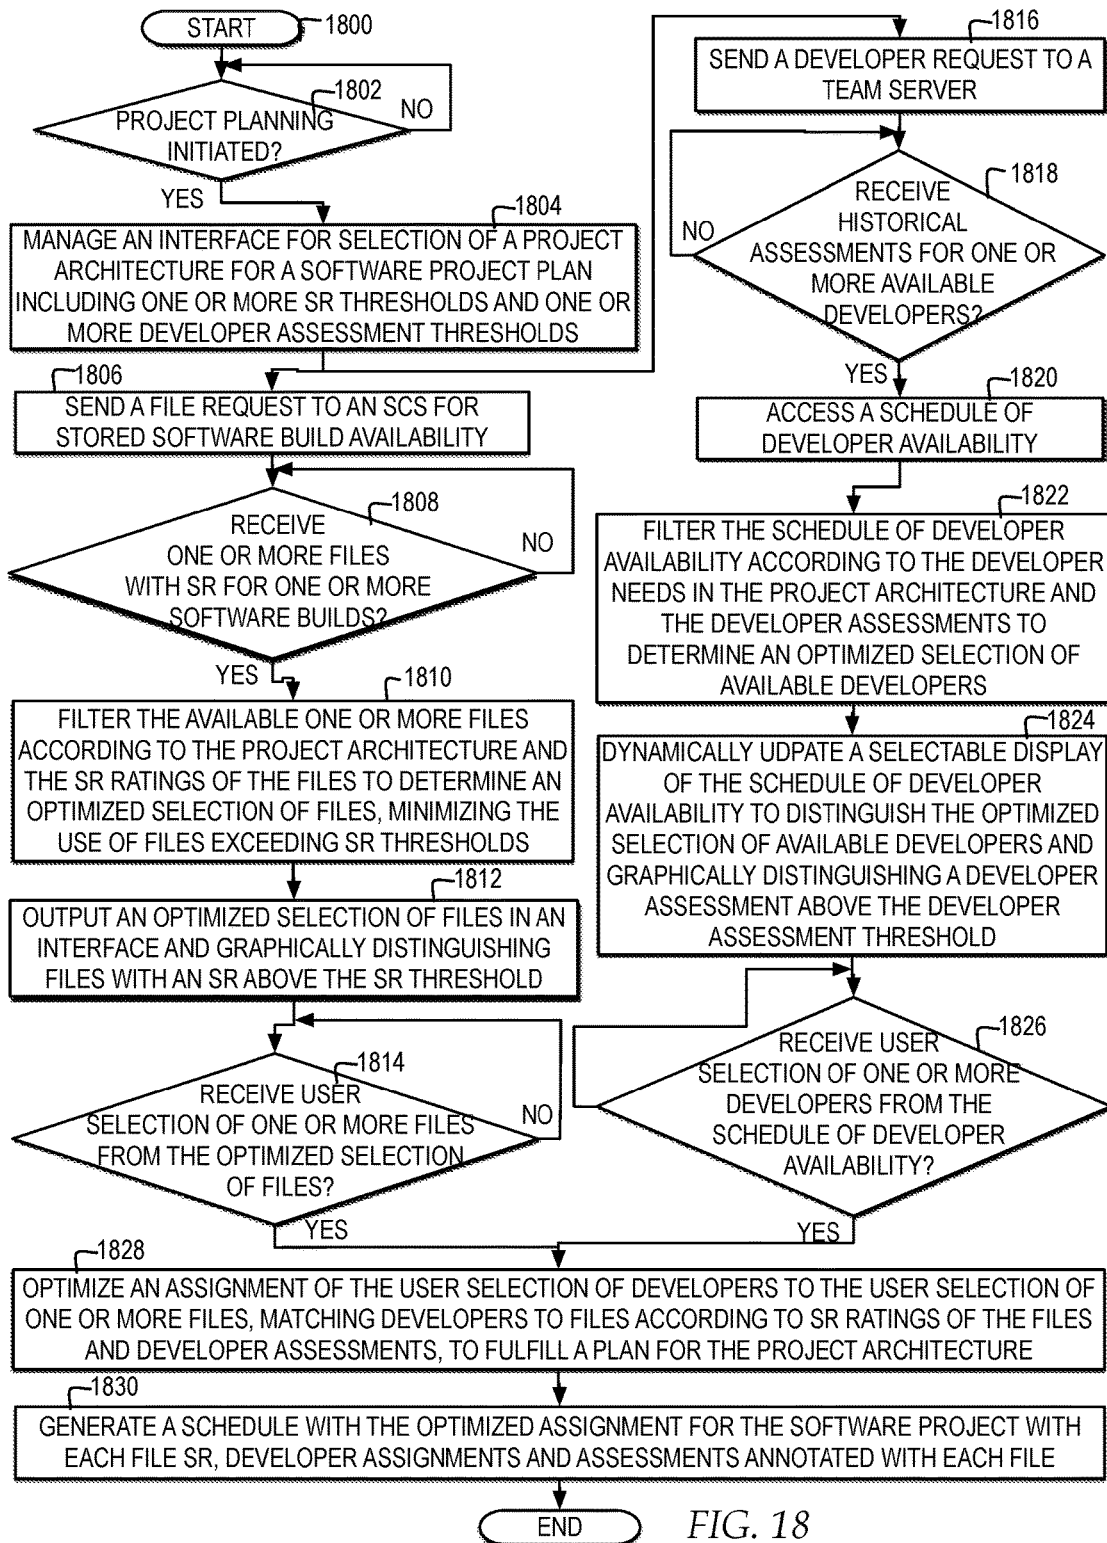 START
1800
1802
PROJECT PLANNING
INITIATED?
NO
YES
1804
MANAGE AN INTERFACE FOR SELECTION OF A PROJECT
ARCHITECTURE FOR A SOFTWARE PROJECT PLAN
INCLUDING ONE OR MORE SR THRESHOLDS AND ONE OR
MORE DEVELOPER ASSESSMENT THRESHOLDS
1806
SEND A FILE REQUEST TO AN SCS FOR
STORED SOFTWARE BUILD AVAILABILITY
1808
RECEIVE
ONE OR MORE FILES
WITH SR FOR ONE OR MORE
SOFTWARE BUILDS?
NO
YES
1810
FILTER THE AVAILABLE ONE OR MORE FILES
ACCORDING TO THE PROJECT ARCHITECTURE AND
THE SR RATINGS OF THE FILES TO DETERMINE AN
OPTIMIZED SELECTION OF FILES, MINIMIZING THE
USE OF FILES EXCEEDING SR THRESHOLDS
1812
OUTPUT AN OPTIMIZED SELECTION OF FILES IN AN
INTERFACE AND GRAPHICALLY DISTINGUISHING
FILES WITH AN SR ABOVE THE SR THRESHOLD
1814
RECEIVE USER
SELECTION OF ONE OR MORE FILES
FROM THE OPTIMIZED SELECTION
OF FILES?
NO
YES
1816
SEND A DEVELOPER REQUEST TO A
TEAM SERVER
1818
RECEIVE
HISTORICAL
ASSESSMENTS FOR ONE OR
MORE AVAILABLE
DEVELOPERS?
NO
YES
1820
ACCESS A SCHEDULE OF
DEVELOPER AVAILABILITY
1822
FILTER THE SCHEDULE OF DEVELOPER
AVAILABILITY ACCORDING TO THE DEVELOPER
NEEDS IN THE PROJECT ARCHITECTURE AND
THE DEVELOPER ASSESSMENTS TO
DETERMINE AN OPTIMIZED SELECTION OF
AVAILABLE DEVELOPERS
1824
DYNAMICALLY UDPATE A SELECTABLE DISPLAY
OF THE SCHEDULE OF DEVELOPER
AVAILABILITY TO DISTINGUISH THE OPTIMIZED
SELECTION OF AVAILABLE DEVELOPERS AND
GRAPHICALLY DISTINGUISHING A DEVELOPER
ASSESSMENT ABOVE THE DEVELOPER
ASSESSMENT THRESHOLD
1826
RECEIVE USER
SELECTION OF ONE OR MORE
DEVELOPERS FROM THE
SCHEDULE OF DEVELOPER
AVAILABILITY?
YES
1828
OPTIMIZE AN ASSIGNMENT OF THE USER SELECTION OF DEVELOPERS TO THE USER SELECTION OF
ONE OR MORE FILES, MATCHING DEVELOPERS TO FILES ACCORDING TO SR RATINGS OF THE FILES
AND DEVELOPER ASSESSMENTS, TO FULFILL A PLAN FOR THE PROJECT ARCHITECTURE
1830
GENERATE A SCHEDULE WITH THE OPTIMIZED ASSIGNMENT FOR THE SOFTWARE PROJECT WITH
EACH FILE SR, DEVELOPER ASSIGNMENTS AND ASSESSMENTS ANNOTATED WITH EACH FILE
END
FIG. 18